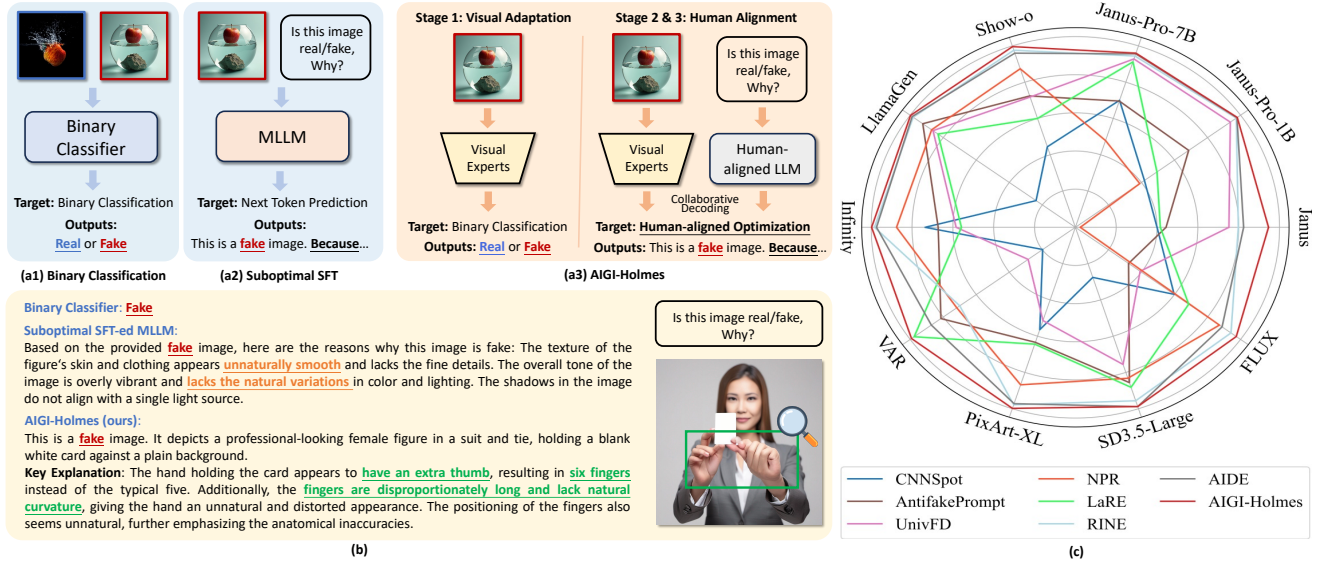 Is this image
real/fake,
Why?
Binary
Classifier
MLLM
Target: Binary Classification
Outputs:
Real or Fake
Target: Next Token Prediction
Outputs:
This is a fake image. Because...
(a1) Binary Classification
(a2) Suboptimal SFT
Stage 1: Visual Adaptation
Stage 2 & 3: Human Alignment
Is this image
real/fake,
Why?
Visual
Experts
Visual
Experts
Human-
aligned LLM
Collaborative
Decoding
Target: Binary Classification
Outputs: Real or Fake
Target: Human-aligned Optimization
Outputs: This is a fake image. Because...
(a3) AIGI-Holmes
Binary Classifier: Fake
Suboptimal SFT-ed MLLM:
Based on the provided fake image, here are the reasons why this image is fake: The texture of the
figure's skin and clothing appears unnaturally smooth and lacks the fine details. The overall tone of
the image is overly vibrant and lacks the natural variations in color and lighting. The shadows in the image
do not align with a single light source.
AIGI-Holmes (ours):
This is a fake image. It depicts a professional-looking female figure in a suit and tie, holding a blank
white card against a plain background.
Key Explanation: The hand holding the card appears to have an extra thumb, resulting in six fingers
instead of the typical five. Additionally, the fingers are disproportionately long and lack natural
curvature, giving the hand an unnatural and distorted appearance. The positioning of the fingers also
seems unnatural, further emphasizing the anatomical inaccuracies.
Is this image real/fake,
Why?
(b)
Show-o
Janus-Pro-7B
LlamaGen
Janus-Pro-1B
Infinity
Janus
VAR
FLUX
PixArt-XL
SD3.5-Large
CNNSpot
AntifakePrompt
UnivFD
NPR
LaRE
RINE
AIDE
AIGI-Holmes
(c)